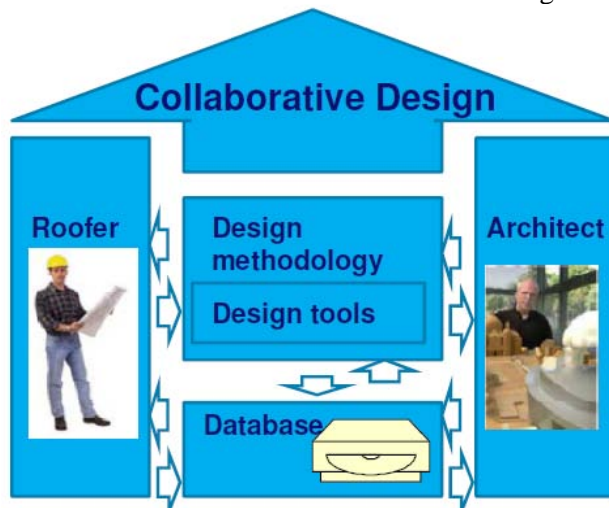 Collaborative Design
Roofer
Design
methodology
Design tools
Architect
Database